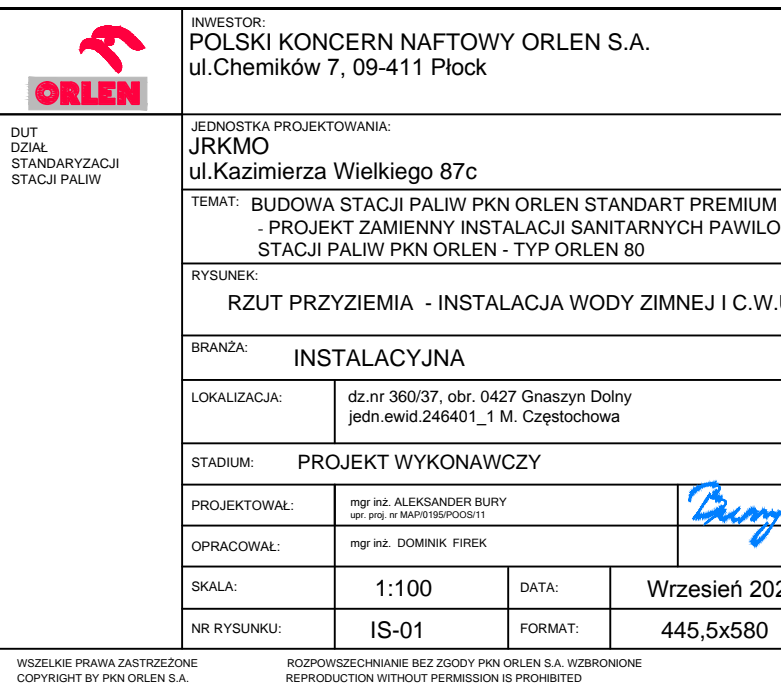 ORLEN
INWESTOR:
POLSKI KONCERN NAFTOWY ORLEN S.A.
ul.Chemików 7, 09-411 Płock
DUT
DZIAŁ
STANDARYZACJI
STACJI PALIW
JEDNOSTKA PROJEKTOWANIA:
JRKMO
ul.Kazimierza Wielkiego 87c
TEMAT: BUDOWA STACJI PALIW PKN ORLEN STANDART PREMIUM
- PROJEKT ZAMIENNY INSTALACJI SANITARNYCH PAWILO
STACJI PALIW PKN ORLEN - TYP ORLEN 80
RYSUNEK:
RZUT PRZYZIEMIA - INSTALACJA WODY ZIMNEJ I C.W.U
BRANŻA: INSTALACYJNA
LOKALIZACJA: dz.nr 360/37, obr. 0427 Gnaszyn Dolny
jedn.ewid.246401_1 M. Częstochowa
STADIUM: PROJEKT WYKONAWCZY
PROJEKTOWAŁ: mgr inż. ALEKSANDER BURY
upr. proj. nr MAP/0195/POOS/11
Bury
OPRACOWAŁ: mgr inż. DOMINIK FIREK
SKALA: 1:100 DATA: Wrzesień 202
NR RYSUNKU: IS-01 FORMAT: 445,5x580
WSZELKIE PRAWA ZASTRZEŻONE ROZPOWSZECHNIANIE BEZ ZGODY PKN ORLEN S.A. WZBRONIONE
COPYRIGHT BY PKN ORLEN S.A. REPRODUCTION WITHOUT PERMISSION IS PROHIBITED